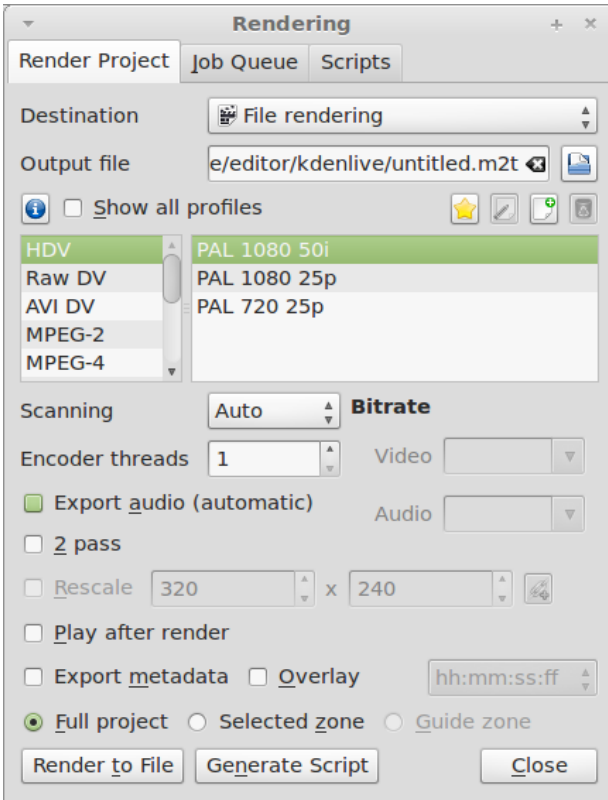 Rendering
Render Project Job Queue Scripts
Destination File rendering
Output file e/editor/kdenlive/untitled.m2t
Show all profiles
HDV PAL 1080 50i
Raw DV PAL 1080 25p
AVI DV PAL 720 25p
MPEG-2
MPEG-4
Scanning Auto Bitrate
Encoder threads 1 Video
Export audio (automatic)
Audio
2 pass
Rescale 320 x 240
Play after render
Export metadata Overlay hh:mm:ss:ff
Full project Selected zone Guide zone
Render to File Generate Script Close